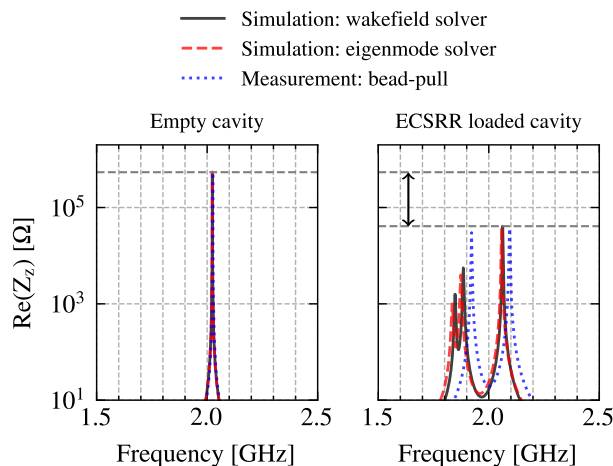 Simulation: wakefield solver
Simulation: eigenmode solver
Measurement: bead-pull
Empty cavity
ECSRR loaded cavity
Re(Z_z) [Ω]
10^5
10^3
10^1
1.5 2.0 2.5
1.5 2.0 2.5
Frequency [GHz]
Frequency [GHz]